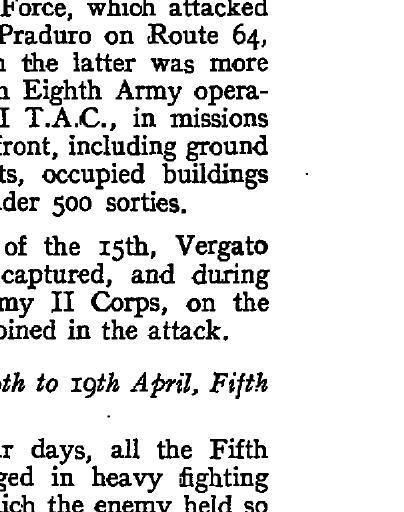 Force, which attacked
Praduro on Route 64,
the latter was more
Eighth Army opera-
I T.A.C., in missions
front, including ground
ts, occupied buildings
der 500 sorties.
of the 15th, Vergato
captured, and during
my II Corps, on the
oined in the attack.
th to 19th April, Fifth
r days, all the Fifth
ged in heavy fighting
ich the enemy held so